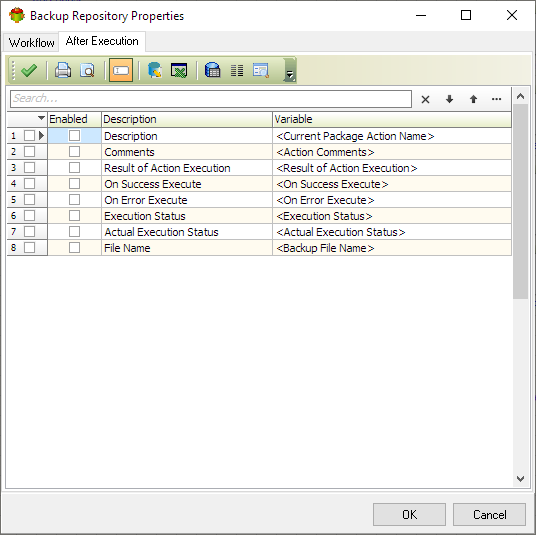 Backup Repository Properties
Workflow After Execution
Search...
Enabled Description Variable
1 Description <Current Package Action Name>
2 Comments <Action Comments>
3 Result of Action Execution <Result of Action Execution>
4 On Success Execute <On Success Execute>
5 On Error Execute <On Error Execute>
6 Execution Status <Execution Status>
7 Actual Execution Status <Actual Execution Status>
8 File Name <Backup File Name>
OK Cancel